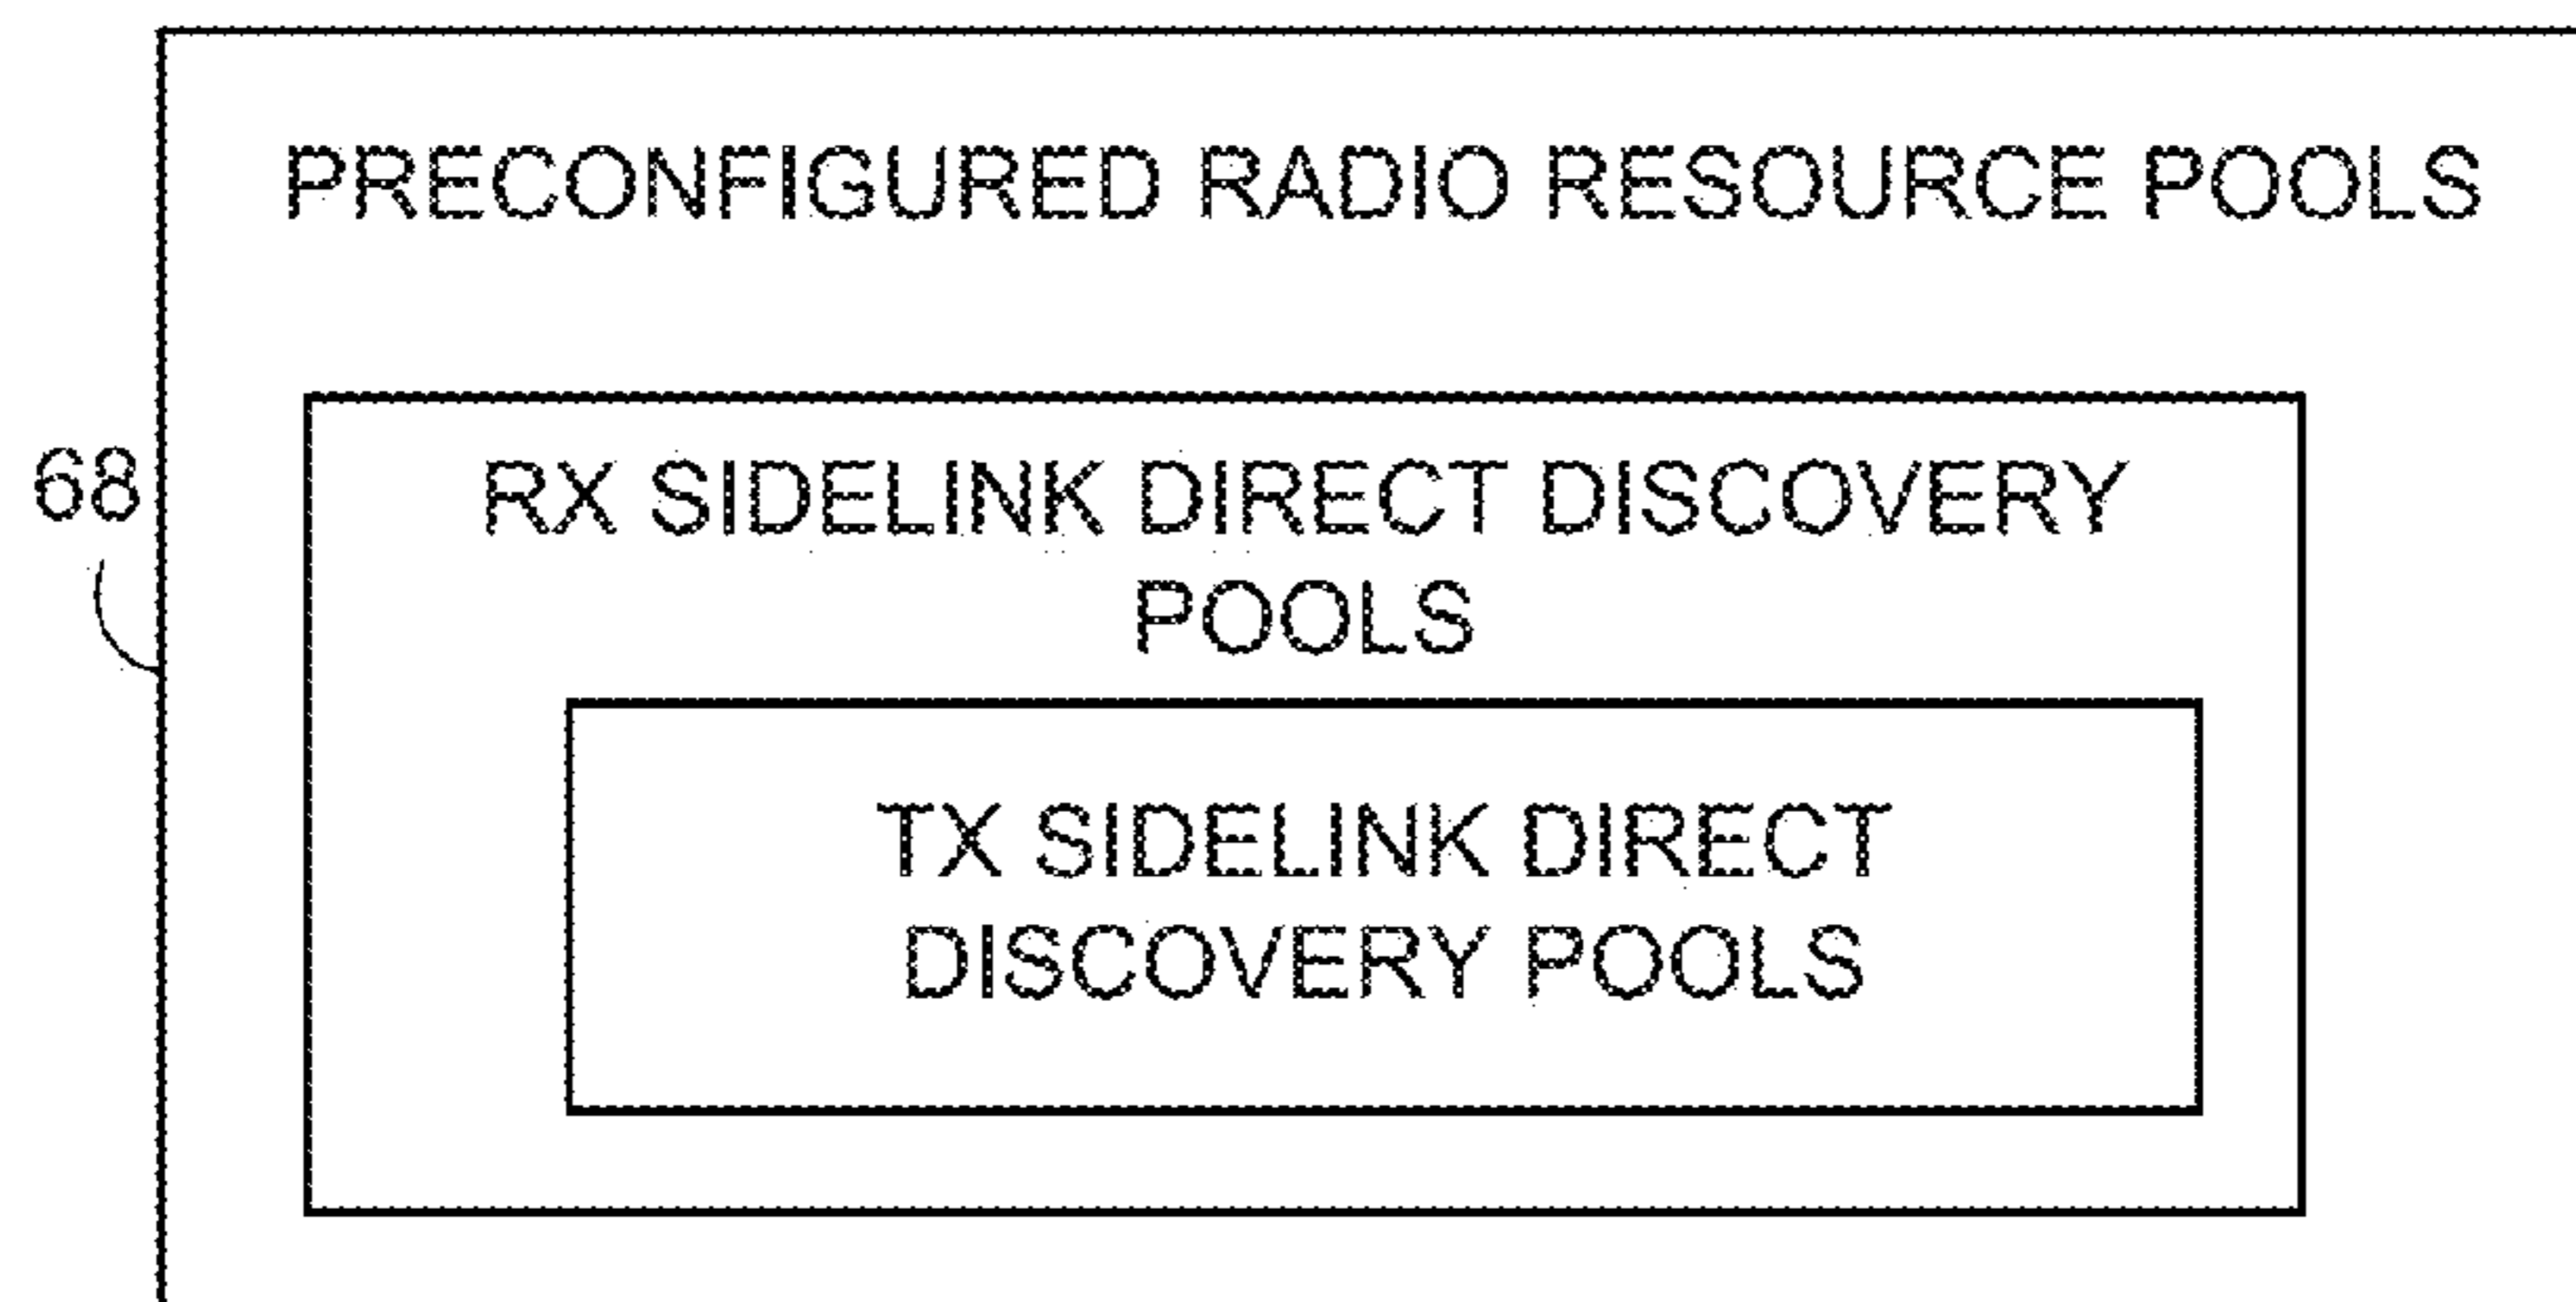 PRECONFIGURED RADIO RESOURCE POOLS
68
RX SIDELINK DIRECT DISCOVERY
POOLS
TX SIDELINK DIRECT
DISCOVERY POOLS